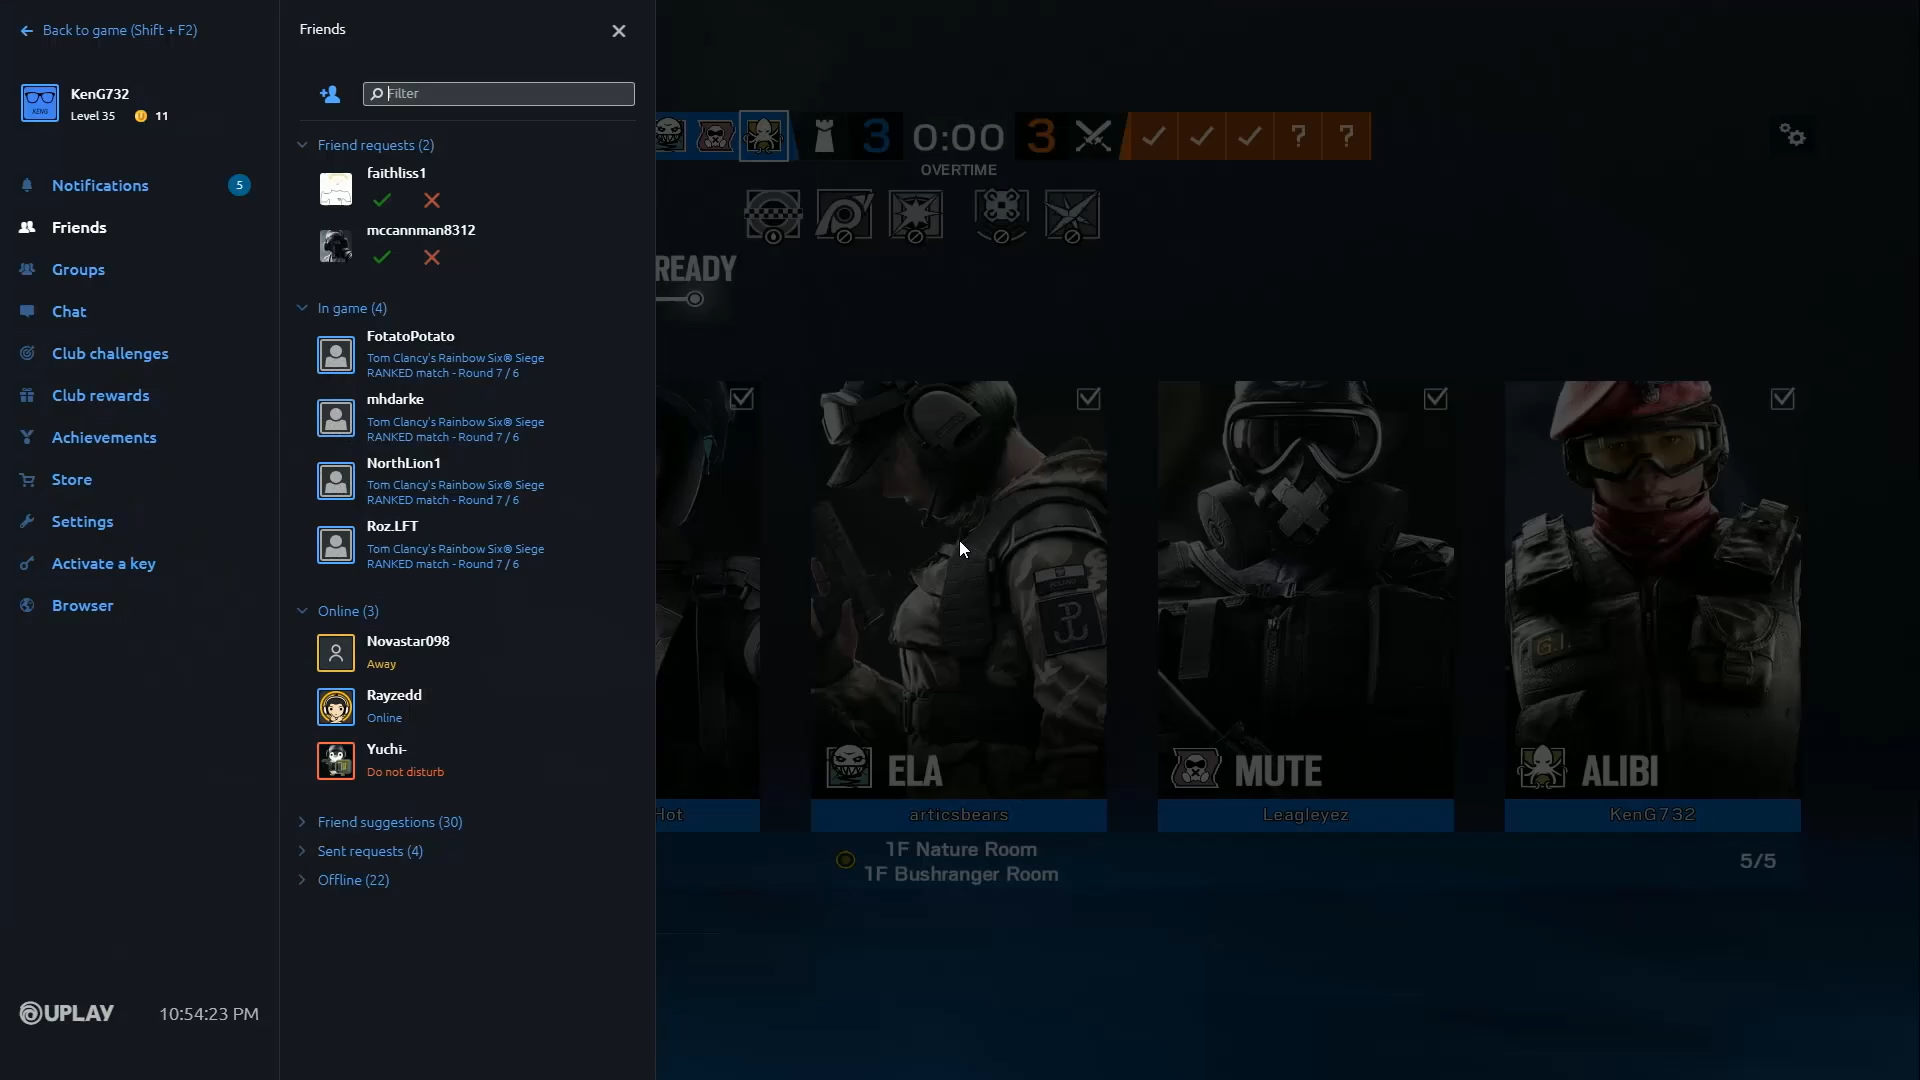 Back to game (Shift + F2)
KenG732
Level 35
11
Notifications
5
Friends
Groups
Chat
Club challenges
Club rewards
Achievements
Store
Settings
Activate a key
Browser
UPLAY
10:54:23 PM
Friends
Filter
Friend requests (2)
faithliss1
mccannman8312
In game (4)
FotatoPotato
Tom Clancy's Rainbow Six® Siege
RANKED match - Round 7 / 6
mhdarke
Tom Clancy's Rainbow Six® Siege
RANKED match - Round 7 / 6
NorthLion1
Tom Clancy's Rainbow Six® Siege
RANKED match - Round 7 / 6
Roz.LFT
Tom Clancy's Rainbow Six® Siege
RANKED match - Round 7 / 6
Online (3)
Novastar098
Away
Rayzedd
Online
Yuchi-
Do not disturb
Friend suggestions (30)
Sent requests (4)
Offline (22)
3
0:00
3
? ?
OVERTIME
READY
ELA
MUTE
ALIBI
articsbears
Leagleyez
KenG732
1F Nature Room
1F Bushranger Room
5/5